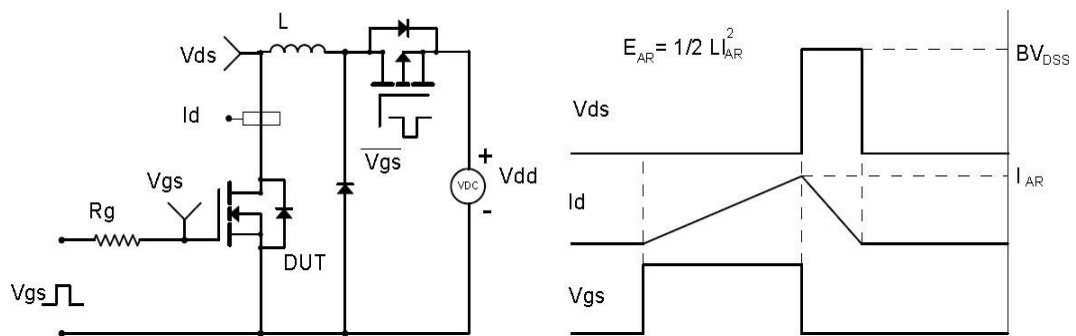 L
Vds
Id
Vgs
Vgs
+
VDC
Vdd
-
Vgs
Rg
DUT
Vgs
E_AR = 1/2 LI_AR^2
BV_DSS
Vds
I_AR
Id
Vgs